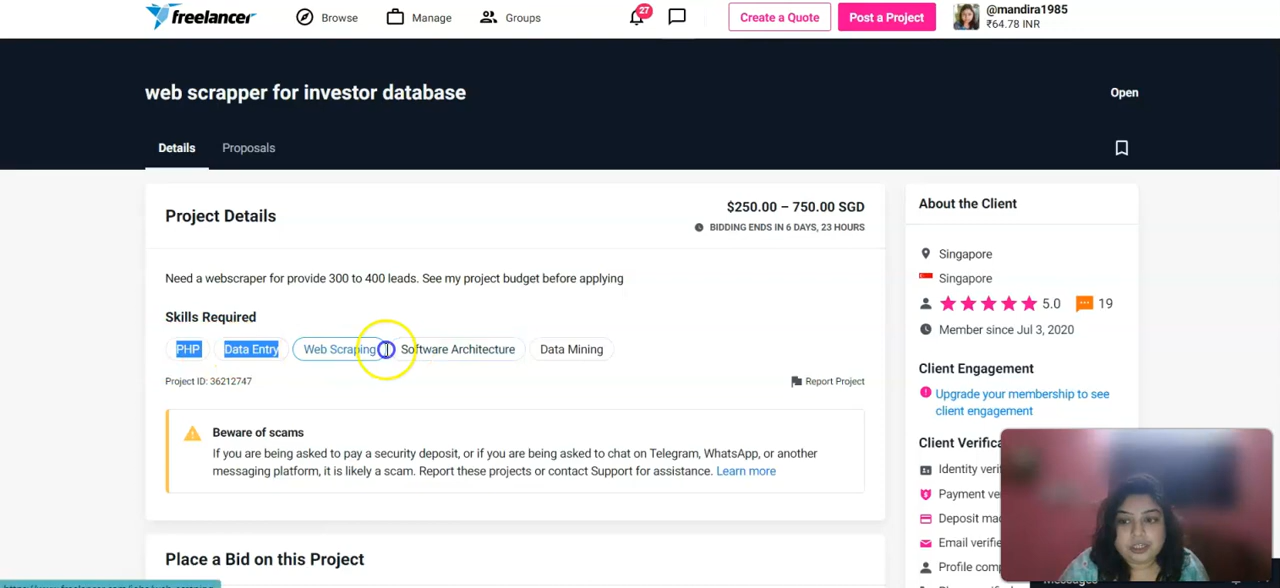 freelancer
Browse
Manage
Groups
27
Create a Quote
Post a Project
@mandira1985
₹64.78 INR
web scrapper for investor database
Open
Details
Proposals
Project Details
$250.00 – 750.00 SGD
BIDDING ENDS IN 6 DAYS, 23 HOURS
Need a webscraper for provide 300 to 400 leads. See my project budget before applying
Skills Required
PHP
Data Entry
Web Scraping
Software Architecture
Data Mining
Project ID: 36212747
Report Project
Beware of scams
If you are being asked to pay a security deposit, or if you are being asked to chat on Telegram, WhatsApp, or another
messaging platform, it is likely a scam. Report these projects or contact Support for assistance. Learn more
Place a Bid on this Project
About the Client
Singapore
Singapore
5.0
19
Member since Jul 3, 2020
Client Engagement
Upgrade your membership to see
client engagement
Client Verifica
Identity verif
Payment ve
Deposit mad
Email verifie
Profile comp